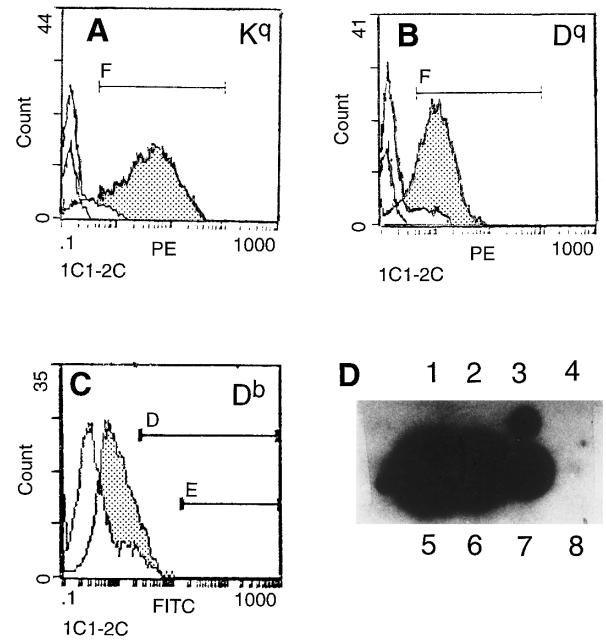 44
A
K^q
F
Count
0
.1
PE
1000
1C1-2C
41
B
D^q
F
Count
0
PE
1000
1C1-2C
35
C
D^b
D
E
Count
0
.1
FITC
1000
1C1-2C
D
1 2 3 4
5 6 7 8